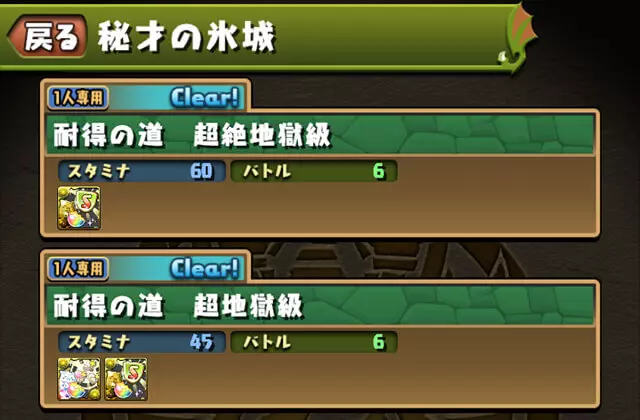 戻る 秘才の氷城
1人専用 Clear!
耐得の道 超絶地獄級
スタミナ 60 バトル 6
1人専用 Clear!
耐得の道 超地獄級
スタミナ 45 バトル 6